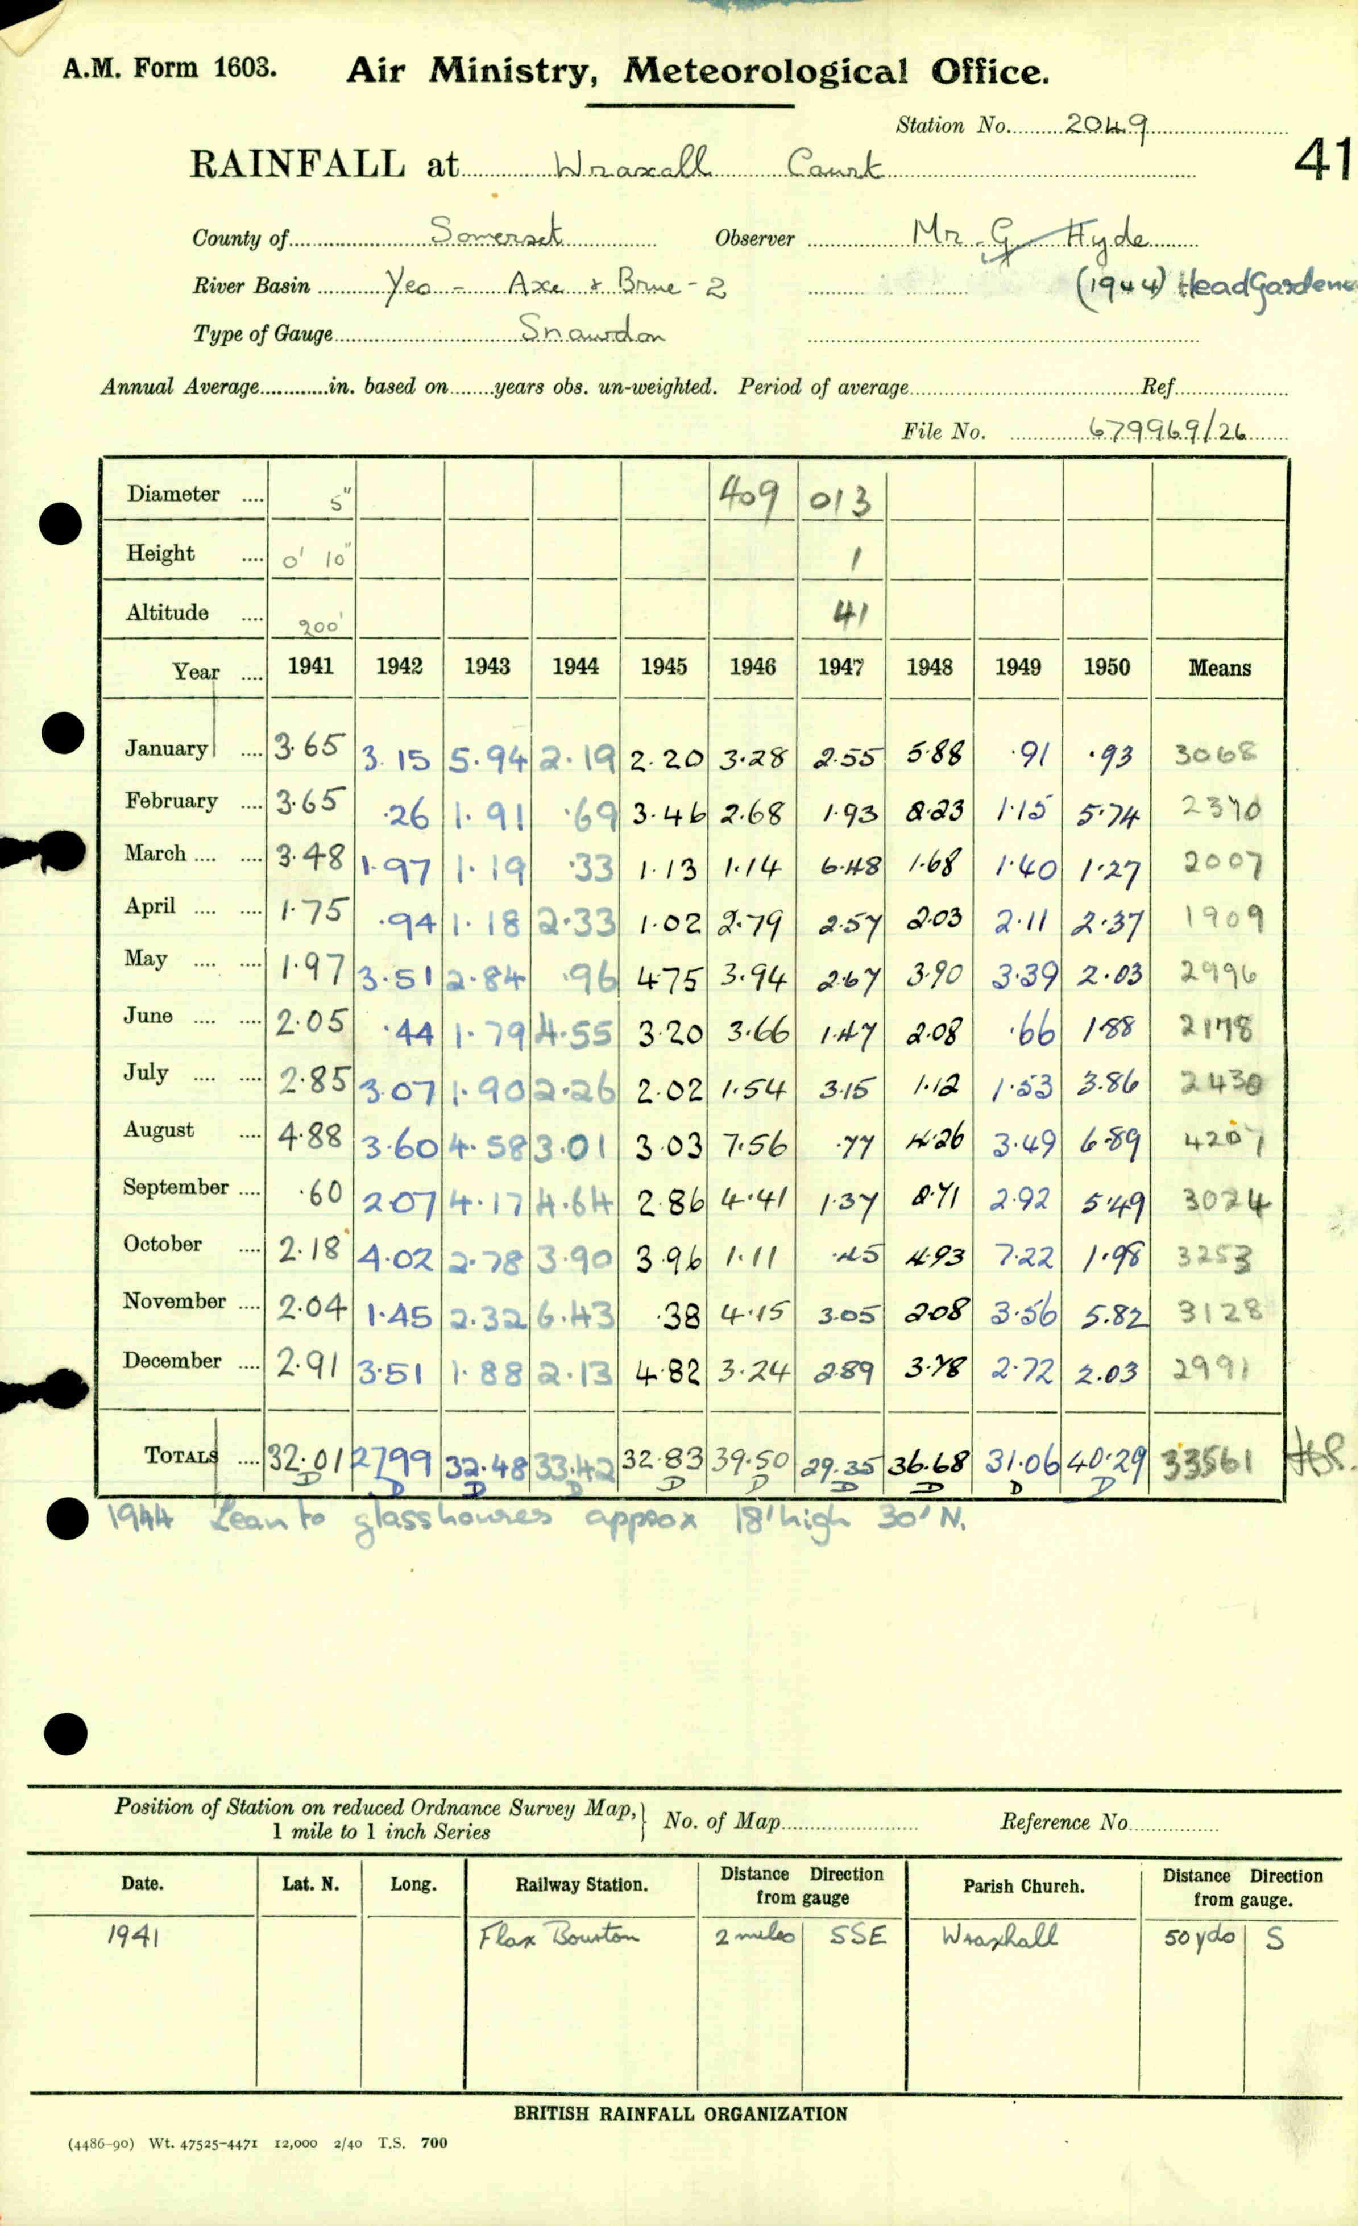 A.M. Form 1603. Air Ministry, Meteorological Office.
Station No. 2049
41
RAINFALL at Wraxall Court
County of Somerset Observer Mr. G Hyde
River Basin Yeo - Axe & Brue - 2 (1944) Head Gardener
Type of Gauge Snowdon
Annual Average in. based on years obs. un-weighted. Period of average Ref
File No. 679969/26
Diameter 5" 409 013
Height 0' 10" 1
Altitude 200' 41
Year 1941 1942 1943 1944 1945 1946 1947 1948 1949 1950 Means
January 3.65 3.15 5.94 2.19 2.20 3.28 2.55 5.88 .91 .93 3068
February 3.65 .26 1.91 .69 3.46 2.68 1.93 2.23 1.15 5.74 2370
March 3.48 1.97 1.19 .33 1.13 1.14 6.48 1.68 1.40 1.27 2007
April 1.75 .94 1.18 2.33 1.02 2.79 2.57 2.03 2.11 2.37 1909
May 1.97 3.51 2.84 .96 4.75 3.94 2.67 3.90 3.39 2.03 2996
June 2.05 .44 1.79 4.55 3.20 3.66 1.47 2.08 .66 1.88 2178
July 2.85 3.07 1.90 2.26 2.02 1.54 3.15 1.12 1.53 3.86 2430
August 4.88 3.60 4.58 3.01 3.03 7.56 .77 4.26 3.49 6.89 4207
September .60 2.07 4.17 4.64 2.86 4.41 1.37 2.71 2.92 5.49 3024
October 2.18 4.02 2.78 3.90 3.96 1.11 .45 4.93 7.22 1.98 3253
November 2.04 1.45 2.32 6.43 .38 4.15 3.05 2.08 3.56 5.82 3128
December 2.91 3.51 1.88 2.13 4.82 3.24 2.89 3.78 2.72 2.03 2991
TOTALS 32.01 27.99 32.48 33.42 32.83 39.50 29.35 36.68 31.06 40.29 33561
D D D D D D D D D D
1944 Lean to glasshouses approx 18' high 30' N.
Position of Station on reduced Ordnance Survey Map, 1 mile to 1 inch Series } No. of Map Reference No
Date. Lat. N. Long. Railway Station. Distance Direction from gauge Parish Church. Distance Direction from gauge.
1941 Flax Bourton 2 miles SSE Wraxhall 50 yds S
BRITISH RAINFALL ORGANIZATION
(4486-90) Wt. 47525-4471 12,000 2/40 T.S. 700